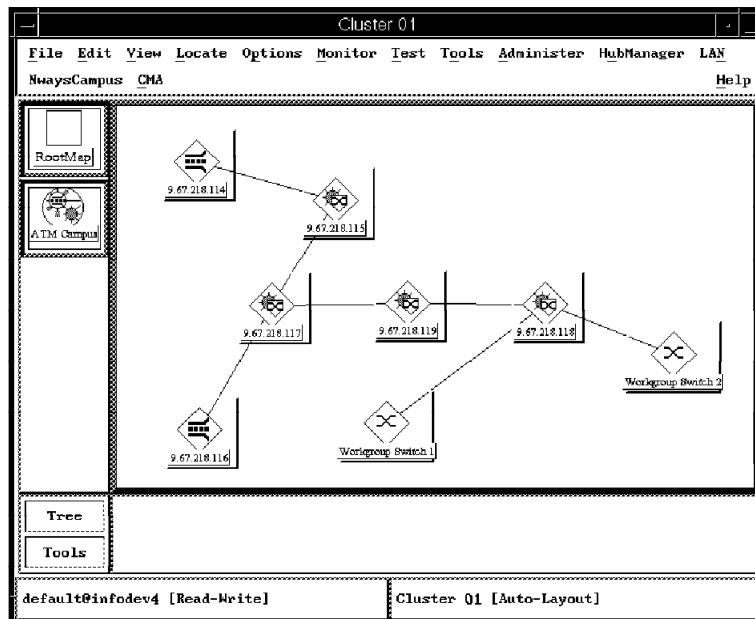 Cluster 01
File Edit View Locate Options Monitor Test Tools Administer HubManager LAN
NwaysCampus CMA Help
RootMap
ATM Campus
9.67.218.114
9.67.218.115
9.67.218.117
9.67.218.119
9.67.218.118
Workgroup Switch 2
9.67.218.116
Workgroup Switch 1
Tree
Tools
default@infodev4 [Read-Write]
Cluster 01 [Auto-Layout]